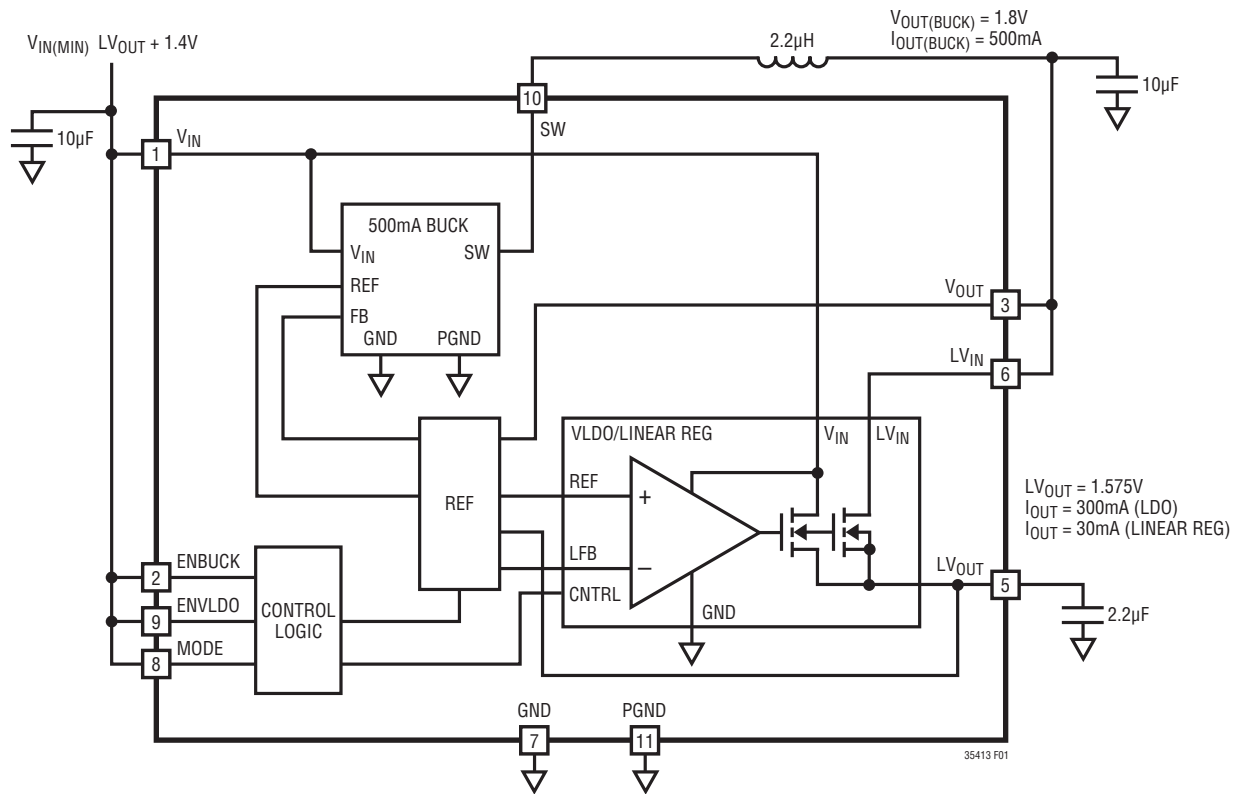 VIN(MIN) LVOUT + 1.4V
2.2µH
VOUT(BUCK) = 1.8V
IOUT(BUCK) = 500mA
10µF
10µF
10
SW
1
VIN
500mA BUCK
VIN
SW
REF
FB
GND
PGND
VOUT
3
LVIN
6
VLDO/LINEAR REG
VIN
LVIN
REF
REF
+
LFB
–
CNTRL
GND
LVOUT = 1.575V
IOUT = 300mA (LDO)
IOUT = 30mA (LINEAR REG)
LVOUT
5
2.2µF
2
ENBUCK
9
ENVLDO
8
MODE
CONTROL
LOGIC
GND
7
PGND
11
35413 F01